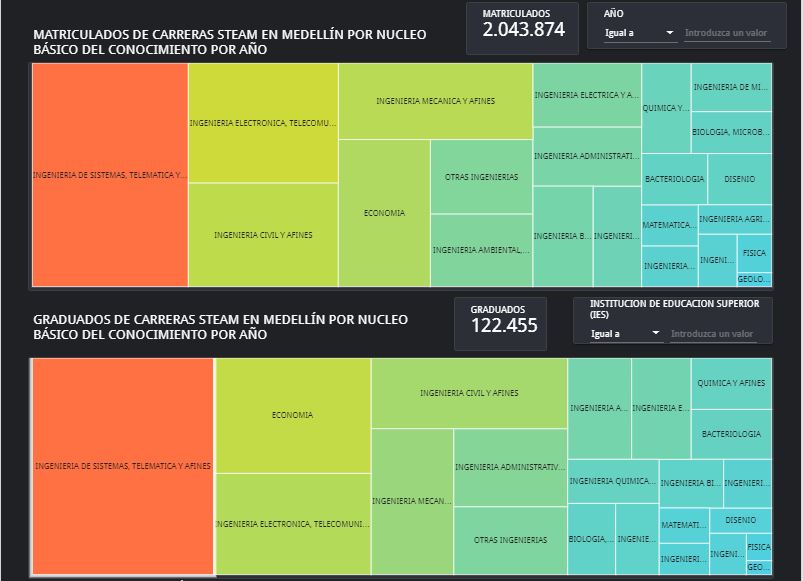 MATRICULADOS DE CARRERAS STEAM EN MEDELLÍN POR NUCLEO
BÁSICO DEL CONOCIMIENTO POR AÑO
MATRICULADOS
2.043.874
AÑO
Igual a
Introduzca un valor
INGENIERIA DE SISTEMAS, TELEMATICA Y...
INGENIERIA ELECTRONICA, TELECOMU...
INGENIERIA CIVIL Y AFINES
INGENIERIA MECANICA Y AFINES
ECONOMIA
OTRAS INGENIERIAS
INGENIERIA AMBIENTAL,...
INGENIERIA ELECTRICA Y A...
INGENIERIA ADMINISTRATI...
INGENIERIA B...
INGENIERI...
QUIMICA Y...
INGENIERIA DE MI...
BIOLOGIA, MICROB...
BACTERIOLOGIA
DISENIO
MATEMATICA...
INGENIERIA...
INGENIERIA AGRI...
INGENI...
FISICA
GEOLO...
GRADUADOS DE CARRERAS STEAM EN MEDELLÍN POR NUCLEO
BÁSICO DEL CONOCIMIENTO POR AÑO
GRADUADOS
122.455
INSTITUCION DE EDUCACION SUPERIOR
(IES)
Igual a
Introduzca un valor
INGENIERIA DE SISTEMAS, TELEMATICA Y AFINES
ECONOMIA
INGENIERIA ELECTRONICA, TELECOMUNI...
INGENIERIA CIVIL Y AFINES
INGENIERIA MECAN...
INGENIERIA ADMINISTRATIV...
OTRAS INGENIERIAS
INGENIERIA A...
INGENIERIA E...
QUIMICA Y AFINES
BACTERIOLOGIA
INGENIERIA QUIMICA...
BIOLOGIA,...
INGENIE...
INGENIERIA BI...
INGENIERI...
MATEMATI...
INGENIERI...
DISENIO
INGENI...
FISICA
GEO...